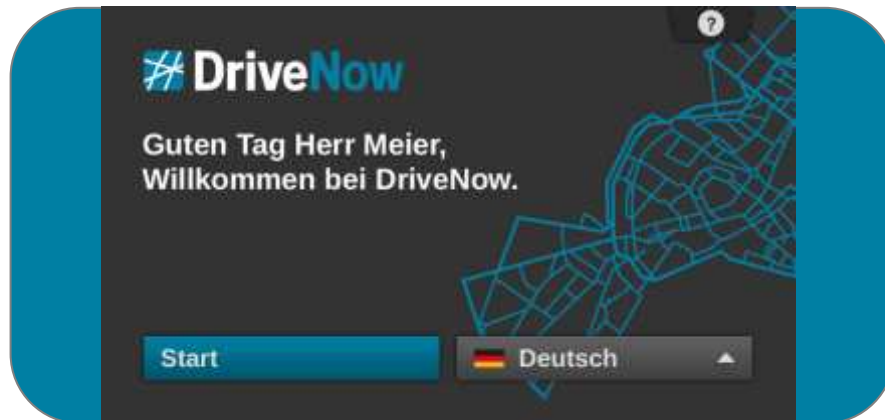 ?
DriveNow
Guten Tag Herr Meier,
Willkommen bei DriveNow.
Start
Deutsch